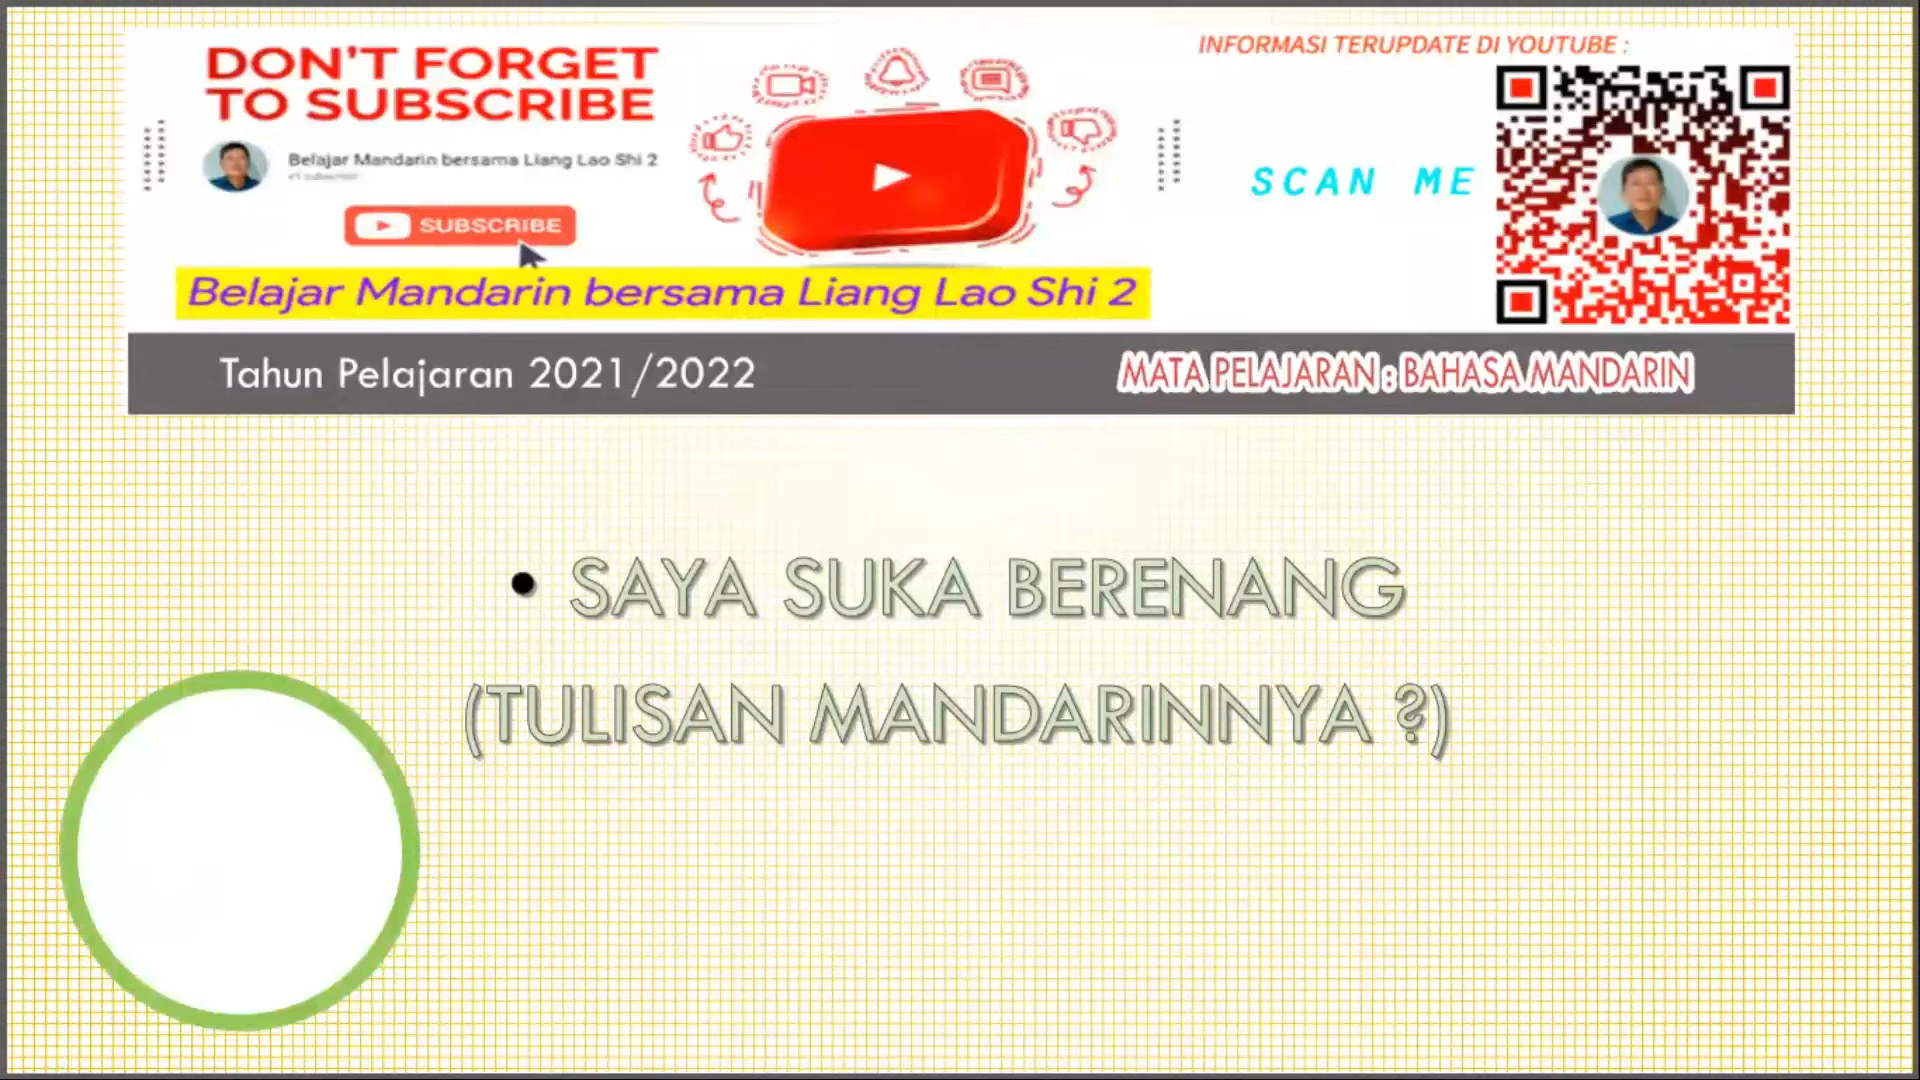 DON'T FORGET
TO SUBSCRIBE
Belajar Mandarin bersama Liang Lao Shi 2
SUBSCRIBE
Belajar Mandarin bersama Liang Lao Shi 2
INFORMASI TERUPDATE DI YOUTUBE :
SCAN ME
Tahun Pelajaran 2021/2022
MATA PELAJARAN : BAHASA MANDARIN
• SAYA SUKA BERENANG
(TULISAN MANDARINNYA ?)